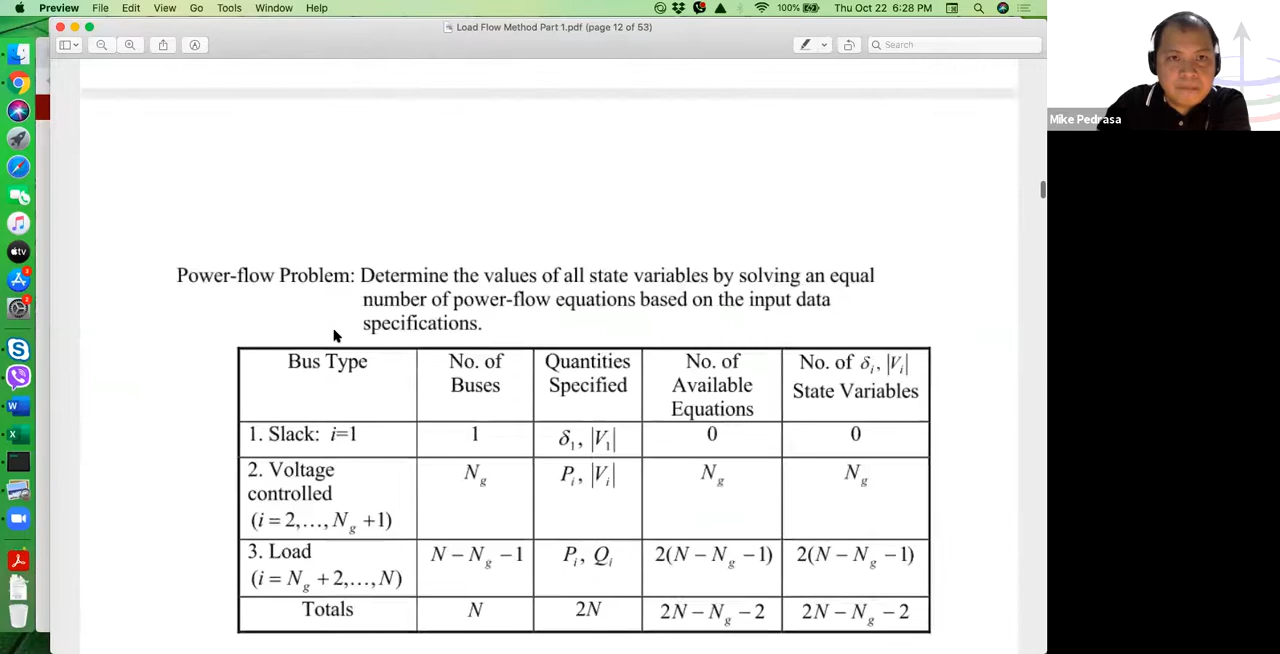 Preview File Edit View Go Tools Window Help 100% Thu Oct 22 6:28 PM
Load Flow Method Part 1.pdf (page 12 of 53)
Search
Mike Pedrasa
Power-flow Problem: Determine the values of all state variables by solving an equal
number of power-flow equations based on the input data
specifications.
Bus Type No. of Buses Quantities Specified No. of Available Equations No. of δi, |Vi| State Variables
1. Slack: i=1 1 δ1, |V1| 0 0
2. Voltage controlled (i = 2,…, Ng +1) Ng Pi, |Vi| Ng Ng
3. Load (i = Ng + 2,…, N) N − Ng −1 Pi, Qi 2(N − Ng −1) 2(N − Ng −1)
Totals N 2N 2N − Ng − 2 2N − Ng − 2